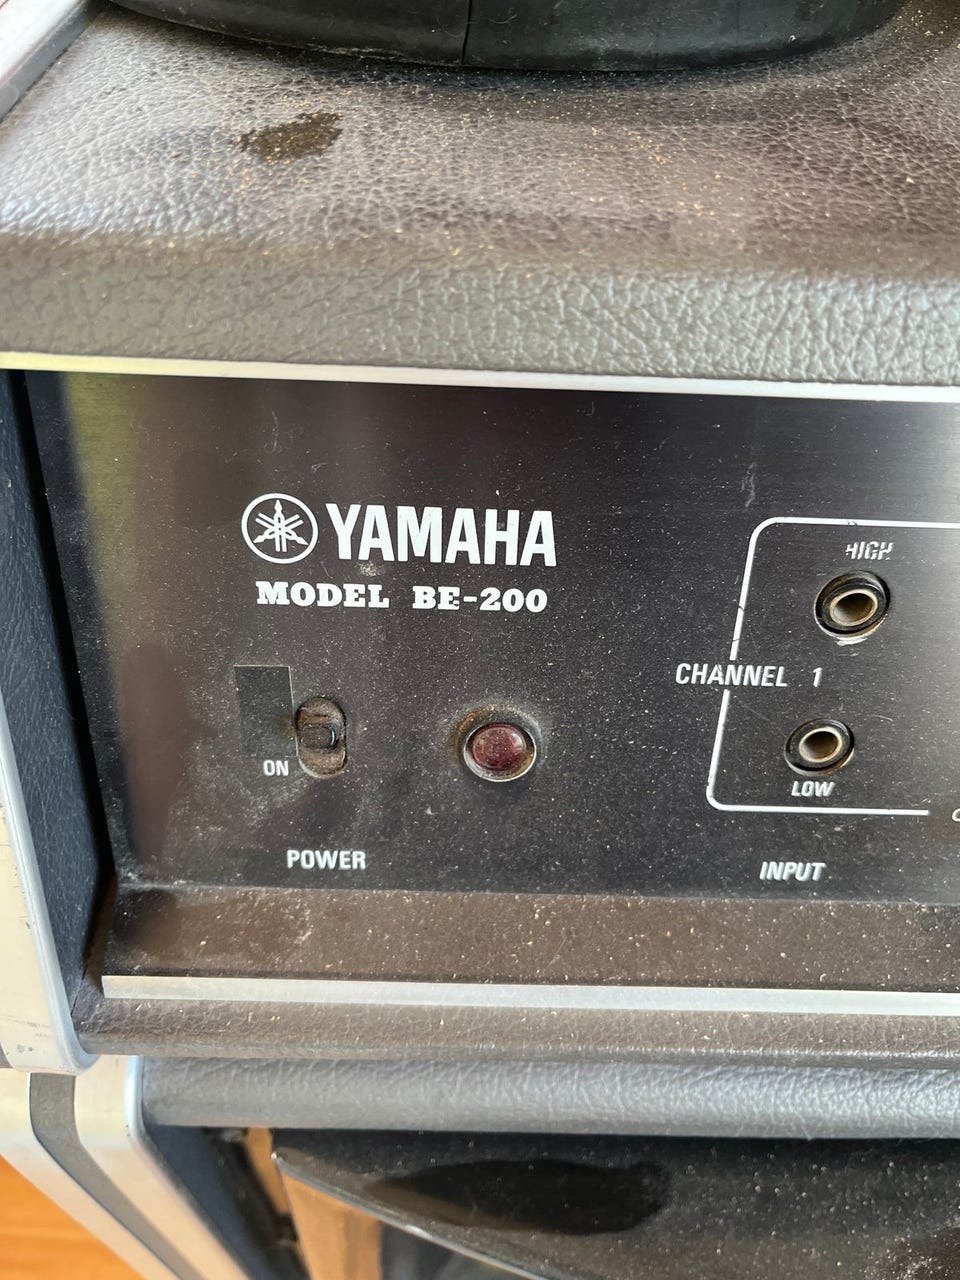 YAMAHA
MODEL BE-200
HIGH
CHANNEL 1
ON
LOW
POWER
INPUT